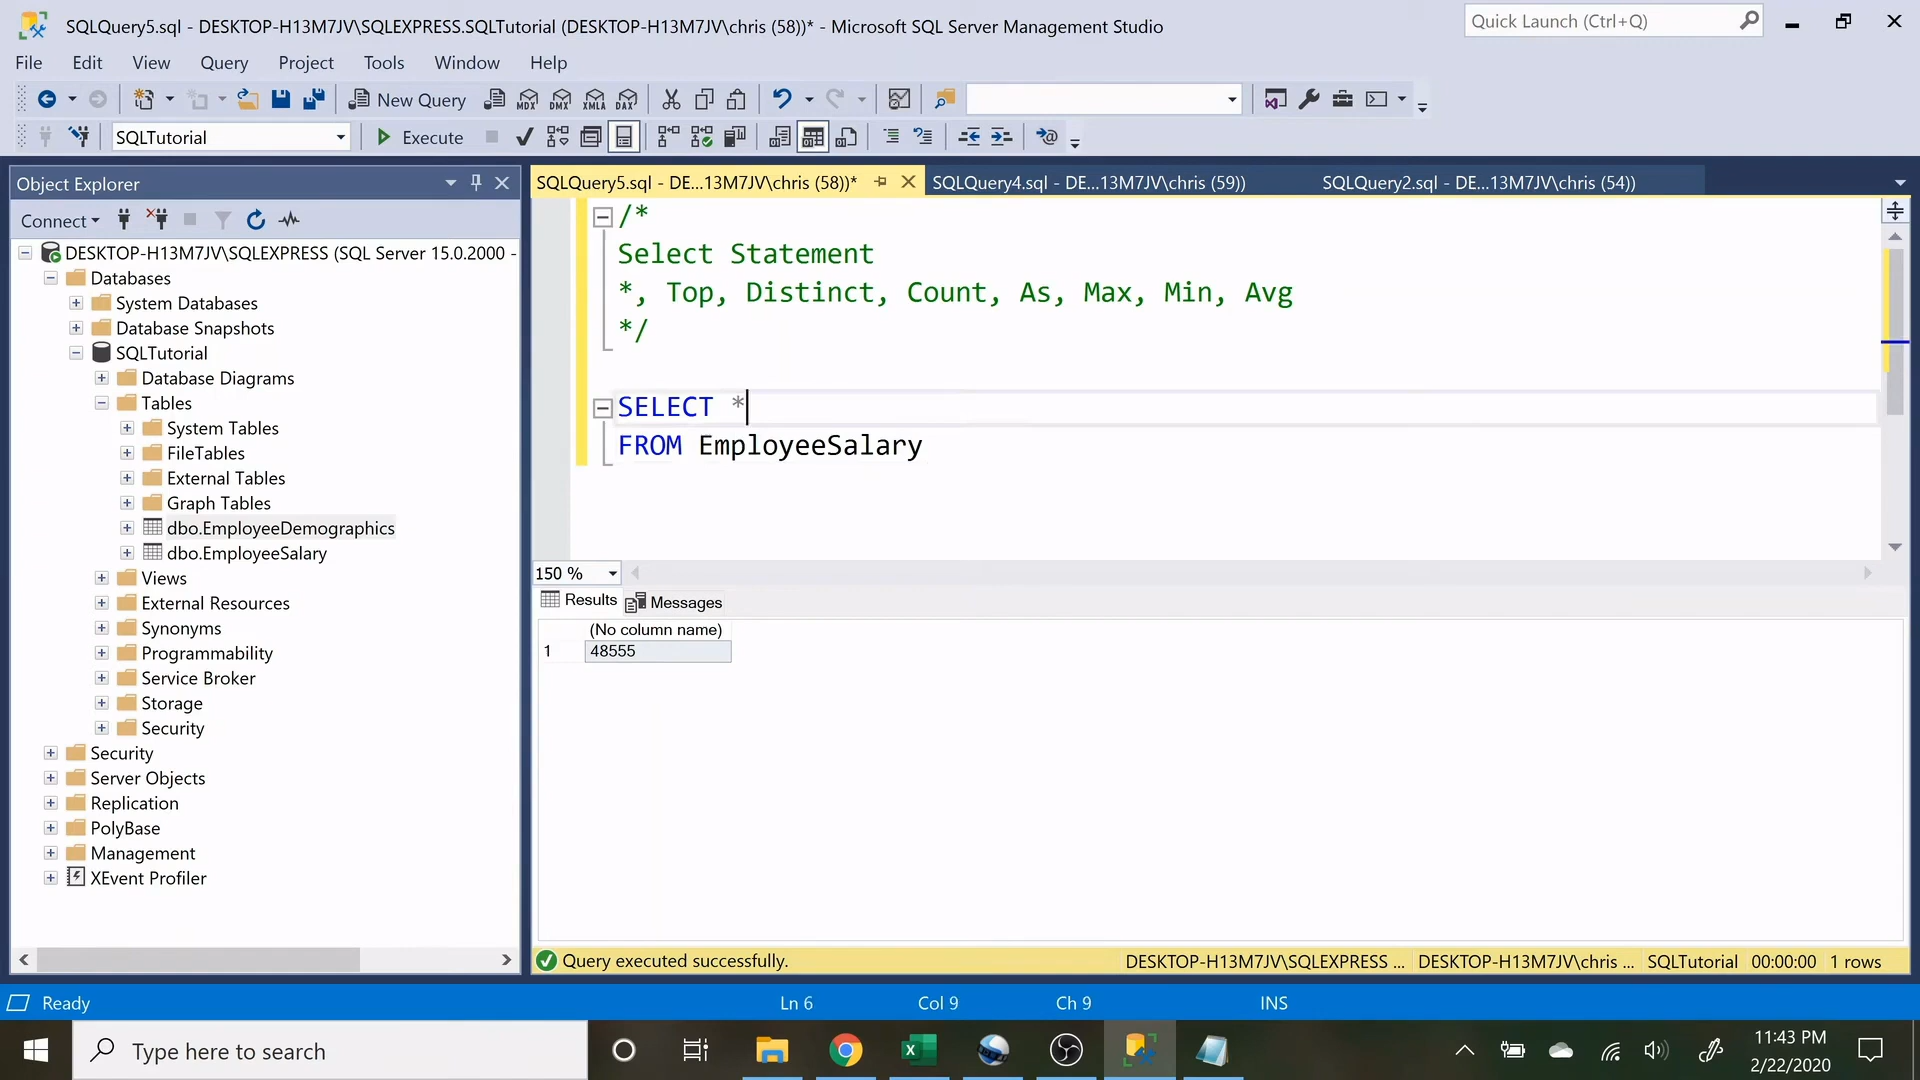 SQLQuery5.sql - DESKTOP-H13M7JV\SQLEXPRESS.SQLTutorial (DESKTOP-H13M7JV\chris (58))* - Microsoft SQL Server Management Studio
Quick Launch (Ctrl+Q)
File Edit View Query Project Tools Window Help
New Query MDX DMX XMLA DAX
SQLTutorial Execute
Object Explorer
SQLQuery5.sql - DE...13M7JV\chris (58))* SQLQuery4.sql - DE...13M7JV\chris (59)) SQLQuery2.sql - DE...13M7JV\chris (54))
Connect
DESKTOP-H13M7JV\SQLEXPRESS (SQL Server 15.0.2000 -
Databases
System Databases
Database Snapshots
SQLTutorial
Database Diagrams
Tables
System Tables
FileTables
External Tables
Graph Tables
dbo.EmployeeDemographics
dbo.EmployeeSalary
Views
External Resources
Synonyms
Programmability
Service Broker
Storage
Security
Security
Server Objects
Replication
PolyBase
Management
XEvent Profiler
/*
Select Statement
*, Top, Distinct, Count, As, Max, Min, Avg
*/
SELECT *
FROM EmployeeSalary
150 %
Results Messages
(No column name)
1 48555
Query executed successfully. DESKTOP-H13M7JV\SQLEXPRESS ... DESKTOP-H13M7JV\chris ... SQLTutorial 00:00:00 1 rows
Ready Ln 6 Col 9 Ch 9 INS
Type here to search
11:43 PM
2/22/2020